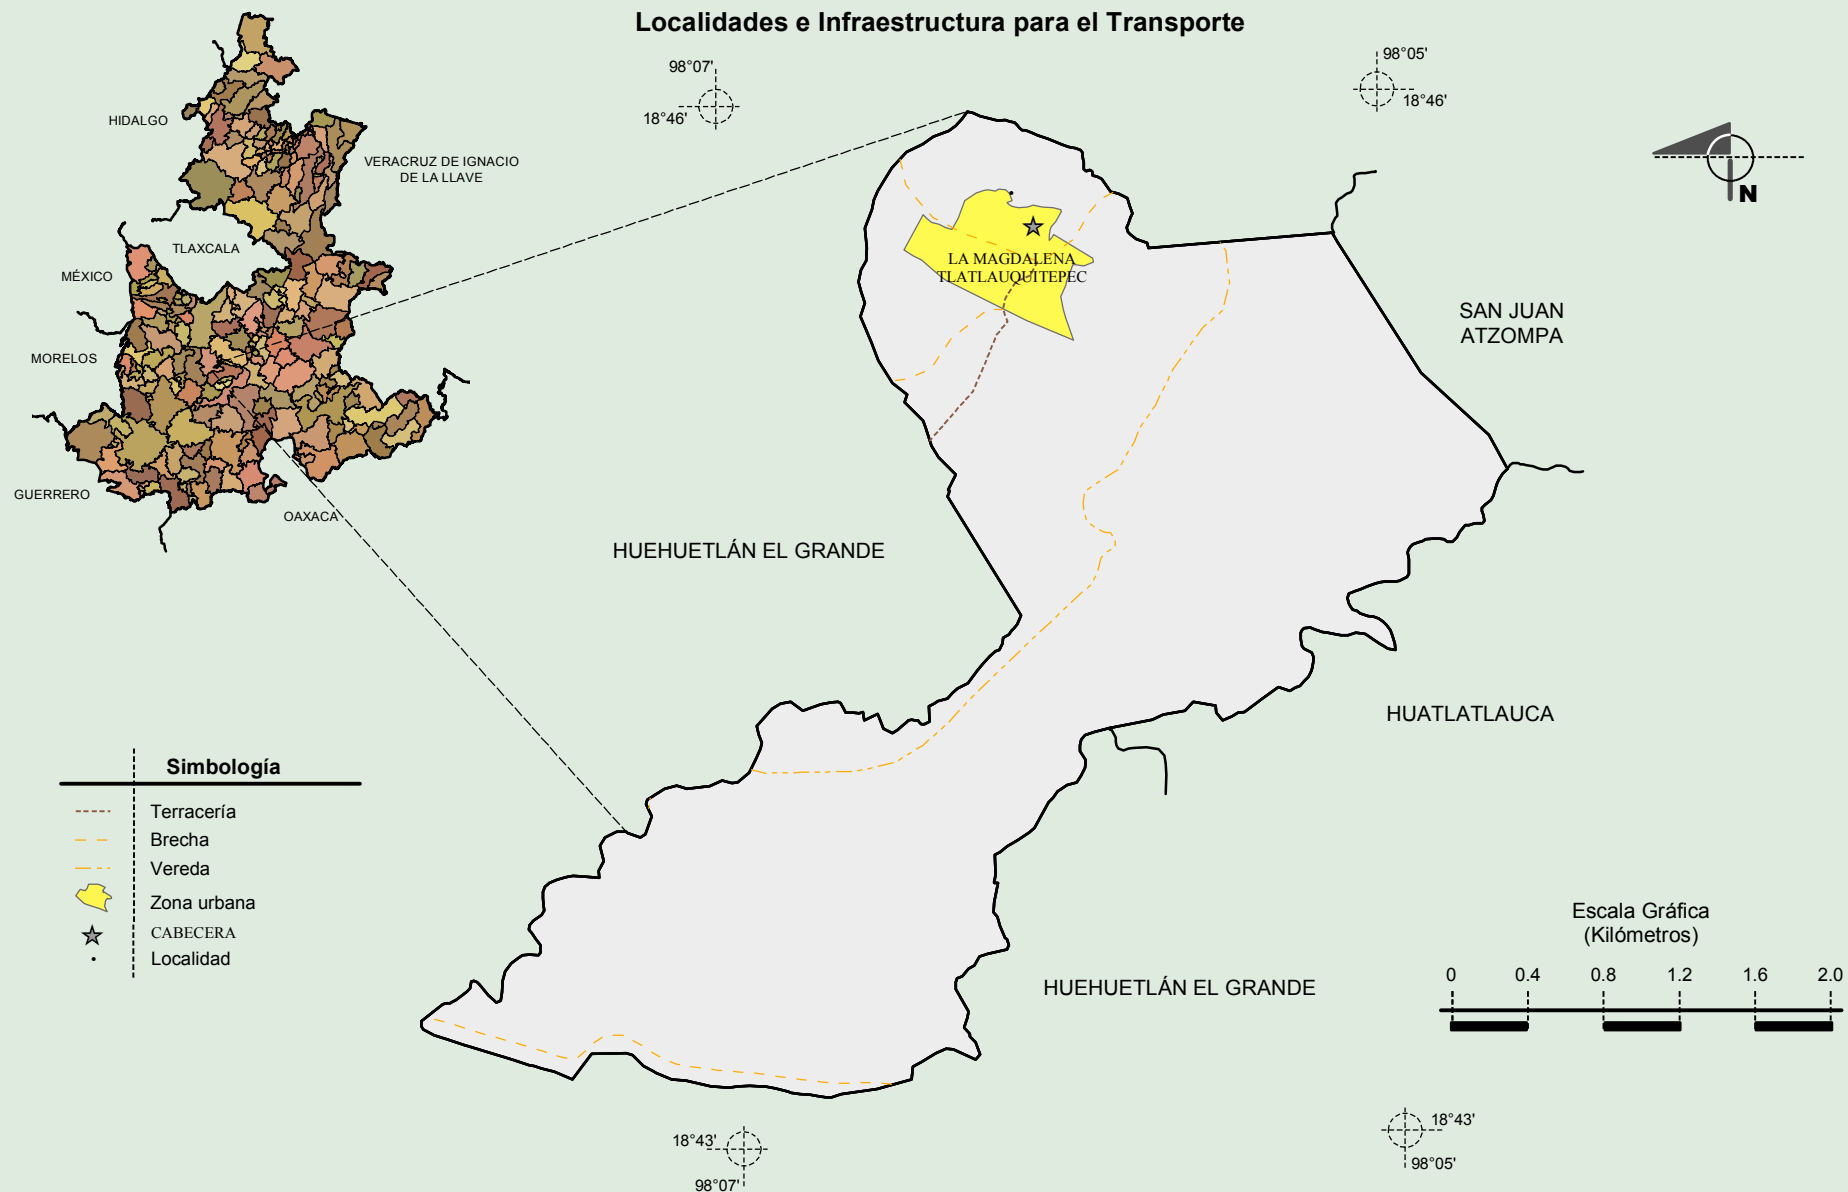 Localidades e Infraestructura para el Transporte
98°07'
18°46'
98°05'
18°46'
HIDALGO
VERACRUZ DE IGNACIO
DE LA LLAVE
TLAXCALA
MÉXICO
MORELOS
GUERRERO
OAXACA
N
LA MAGDALENA
TLATLAUQUITEPEC
SAN JUAN
ATZOMPA
HUEHUETLÁN EL GRANDE
HUATLATLAUCA
HUEHUETLÁN EL GRANDE
Simbología
Terracería
Brecha
Vereda
Zona urbana
CABECERA
Localidad
Escala Gráfica
(Kilómetros)
0 0.4 0.8 1.2 1.6 2.0
18°43'
98°07'
18°43'
98°05'